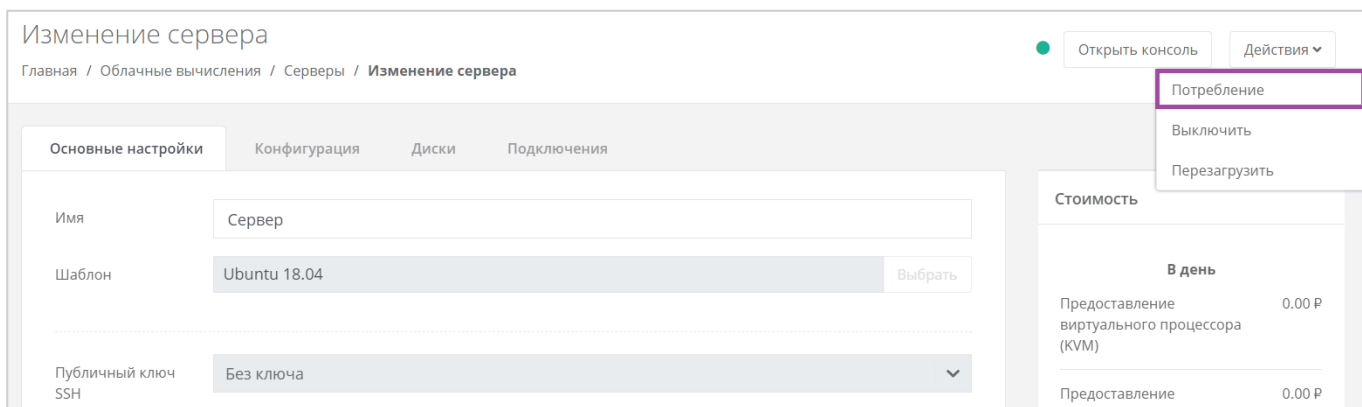 Изменение сервера
Главная / Облачные вычисления / Серверы / Изменение сервера
Открыть консоль
Действия
Потребление
Выключить
Перезагрузить
Основные настройки
Конфигурация
Диски
Подключения
Имя
Сервер
Шаблон
Ubuntu 18.04
Выбрать
Публичный ключ
SSH
Без ключа
Стоимость
В день
Предоставление 0.00 ₽
виртуального процессора
(KVM)
Предоставление 0.00 ₽